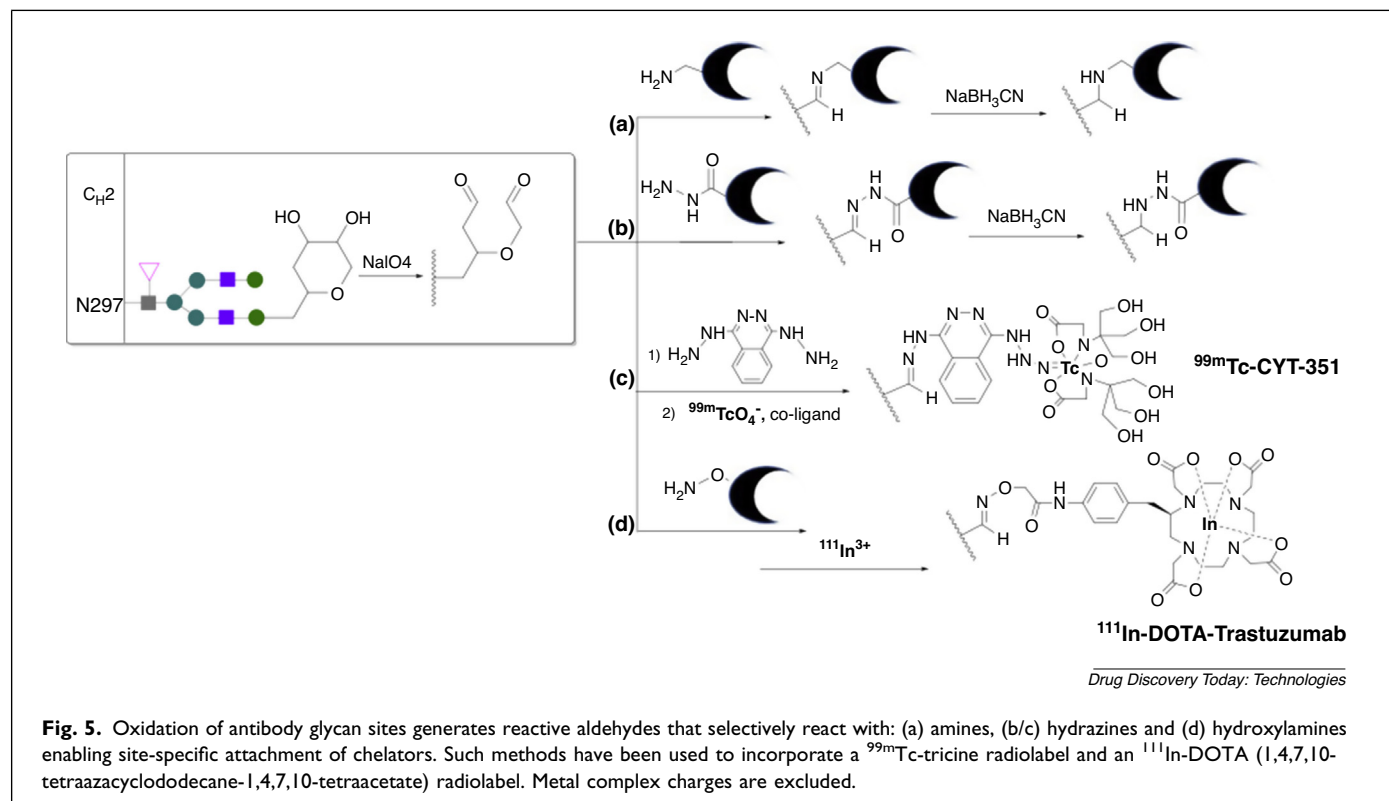 H₂N
N
H
NaBH₃CN
HN
H
(a)
O
H₂N
N
H
N
H
N
O
H
NaBH₃CN
HN
H
N
O
H
(b)
C_H2
HO
OH
O
O
O
NaIO4
O
N297
N–N
NH
HN
1) H₂N
NH
NH₂
(c)
2) ⁹⁹ᵐTcO₄⁻, co-ligand
N–N
NH
NH
N
HN
N
H
Tc
O
O
N
O
O
O
N
OH
OH
OH
OH
OH
OH
⁹⁹ᵐTc-CYT-351
H₂N
O
(d)
¹¹¹In³⁺
N
O
H
O
H
N
O
O
O
O
N
N
N
N
In
O
O
O
O
¹¹¹In-DOTA-Trastuzumab
Drug Discovery Today: Technologies
Fig. 5. Oxidation of antibody glycan sites generates reactive aldehydes that selectively react with: (a) amines, (b/c) hydrazines and (d) hydroxylamines
enabling site-specific attachment of chelators. Such methods have been used to incorporate a ⁹⁹ᵐTc-tricine radiolabel and an ¹¹¹In-DOTA (1,4,7,10-
tetraazacyclododecane-1,4,7,10-tetraacetate) radiolabel. Metal complex charges are excluded.